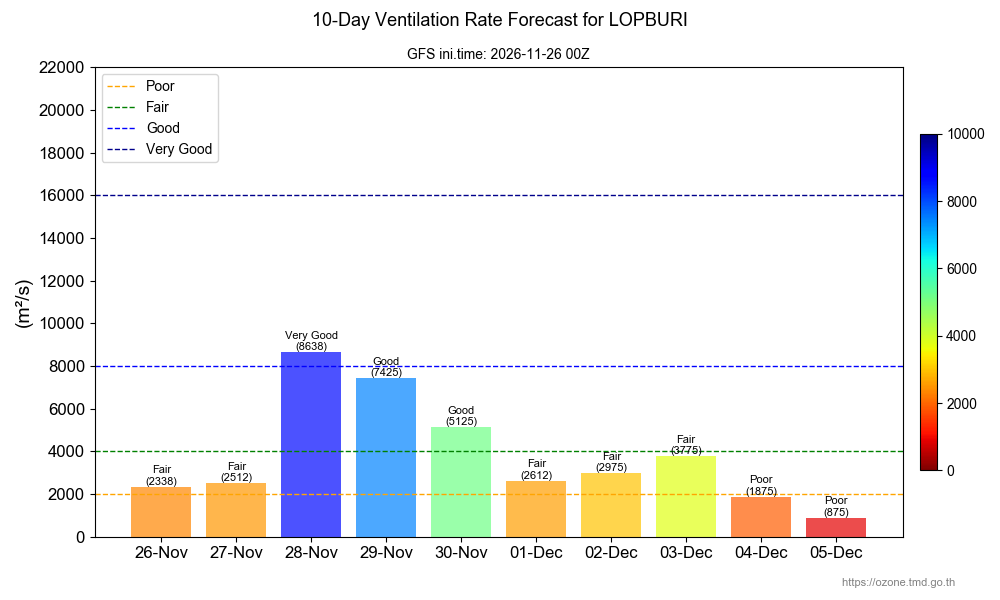 10-Day Ventilation Rate Forecast for LOPBURI
GFS ini.time: 2026-11-26 00Z
22000
20000
18000
16000
14000
12000
10000
8000
6000
4000
2000
0
(m²/s)
Poor
Fair
Good
Very Good
Fair
(2338)
Fair
(2512)
Very Good
(8638)
Good
(7425)
Good
(5125)
Fair
(2612)
Fair
(2975)
Fair
(3775)
Poor
(1875)
Poor
(875)
26-Nov 27-Nov 28-Nov 29-Nov 30-Nov 01-Dec 02-Dec 03-Dec 04-Dec 05-Dec
10000
8000
6000
4000
2000
0
https://ozone.tmd.go.th